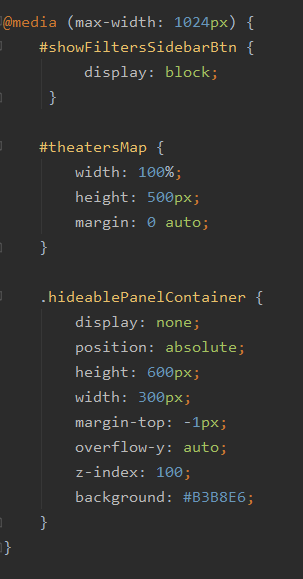 @media (max-width: 1024px) {
    #showFiltersSidebarBtn {
         display: block;
     }

    #theatersMap {
        width: 100%;
        height: 500px;
        margin: 0 auto;
    }

    .hideablePanelContainer {
        display: none;
        position: absolute;
        height: 600px;
        width: 300px;
        margin-top: -1px;
        overflow-y: auto;
        z-index: 100;
        background: #B3B8E6;
    }
}